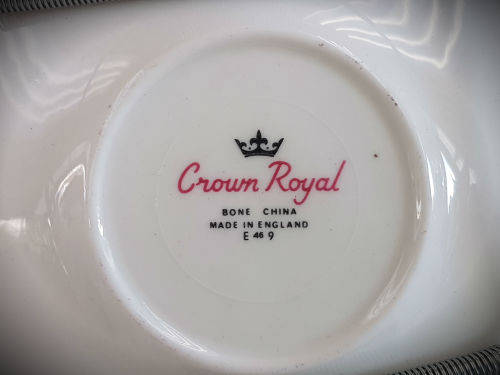 Crown Royal
BONE CHINA
MADE IN ENGLAND
E 46 9